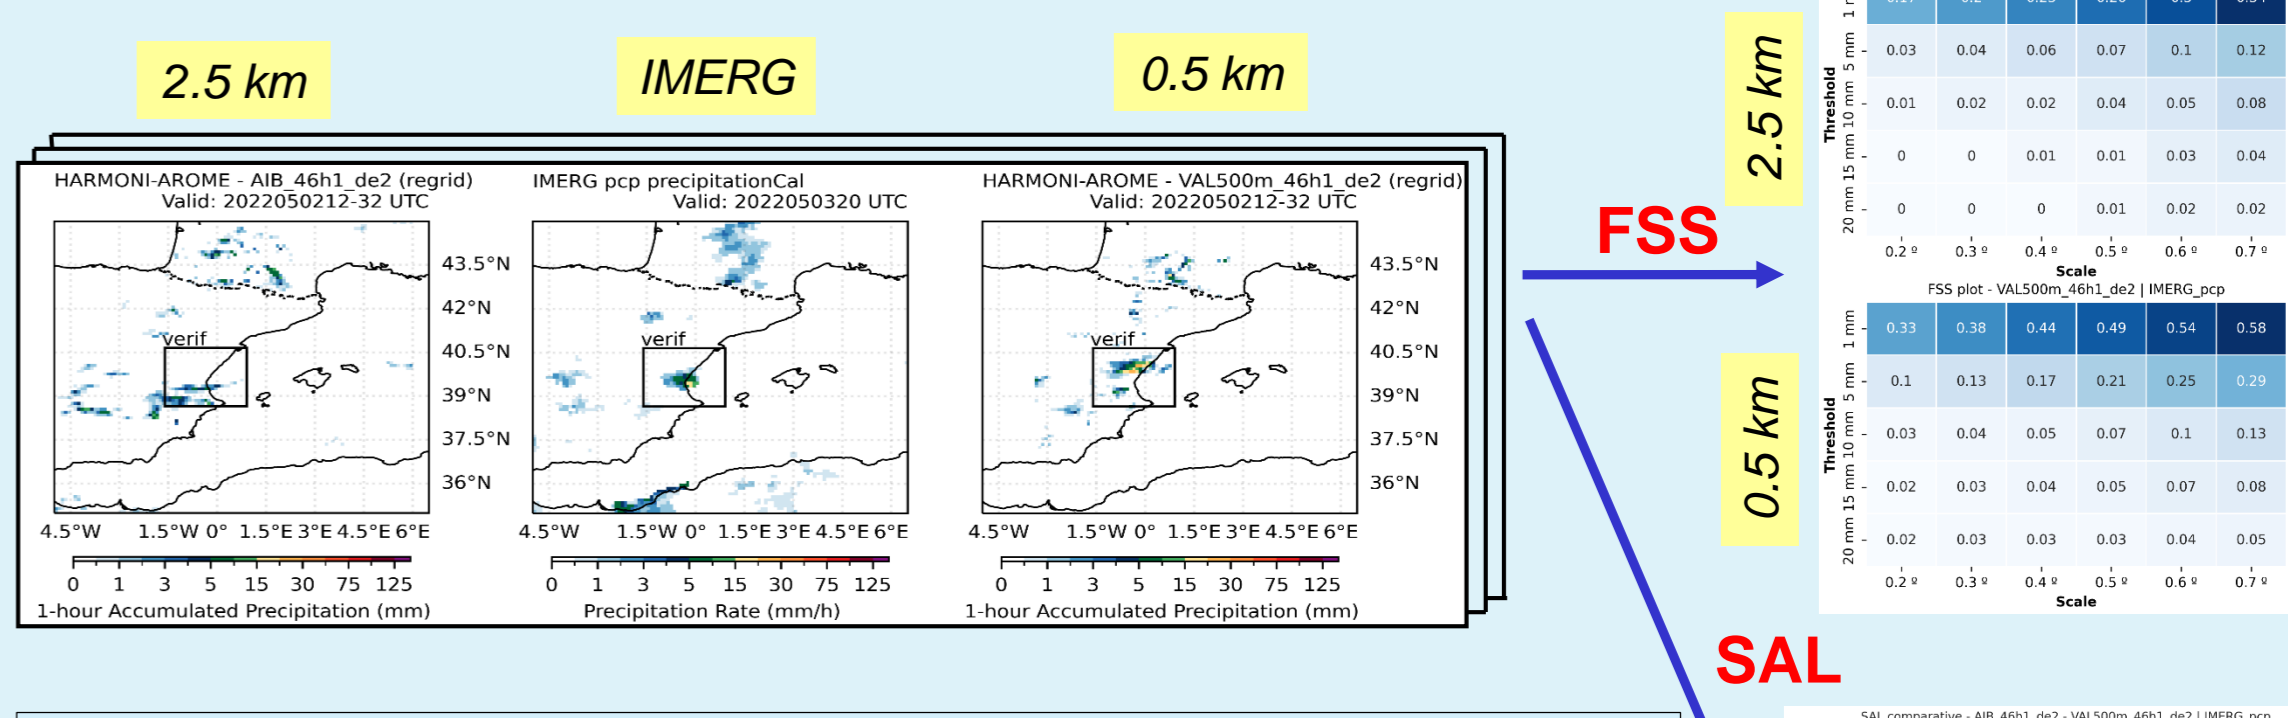 2.5 km
IMERG
0.5 km
HARMONI-AROME - AIB_46h1_de2 (regrid)
Valid: 2022050212-32 UTC
verif
43.5°N
42°N
40.5°N
39°N
37.5°N
36°N
4.5°W 1.5°W 0° 1.5°E 3°E 4.5°E 6°E
0 1 3 5 15 30 75 125
1-hour Accumulated Precipitation (mm)
IMERG pcp precipitationCal
Valid: 2022050320 UTC
verif
4.5°W 1.5°W 0° 1.5°E 3°E 4.5°E 6°E
0 1 3 5 15 30 75 125
Precipitation Rate (mm/h)
HARMONI-AROME - VAL500m_46h1_de2 (regrid)
Valid: 2022050212-32 UTC
verif
43.5°N
42°N
40.5°N
39°N
37.5°N
36°N
4.5°W 1.5°W 0° 1.5°E 3°E 4.5°E 6°E
0 1 3 5 15 30 75 125
1-hour Accumulated Precipitation (mm)
FSS
SAL
2.5 km
Threshold
5 mm 0.03 0.04 0.06 0.07 0.1 0.12
10 mm 0.01 0.02 0.02 0.04 0.05 0.08
15 mm 0 0 0.01 0.01 0.03 0.04
20 mm 0 0 0 0.01 0.02 0.02
0.2 º 0.3 º 0.4 º 0.5 º 0.6 º 0.7 º
Scale
0.5 km
FSS plot - VAL500m_46h1_de2 | IMERG_pcp
Threshold
1 mm 0.33 0.38 0.44 0.49 0.54 0.58
5 mm 0.1 0.13 0.17 0.21 0.25 0.29
10 mm 0.03 0.04 0.05 0.07 0.1 0.13
15 mm 0.02 0.03 0.04 0.05 0.07 0.08
20 mm 0.02 0.03 0.03 0.03 0.04 0.05
0.2 º 0.3 º 0.4 º 0.5 º 0.6 º 0.7 º
Scale
SAL comparative - AIB_46h1_de2 - VAL500m_46h1_de2 | IMERG_pcp